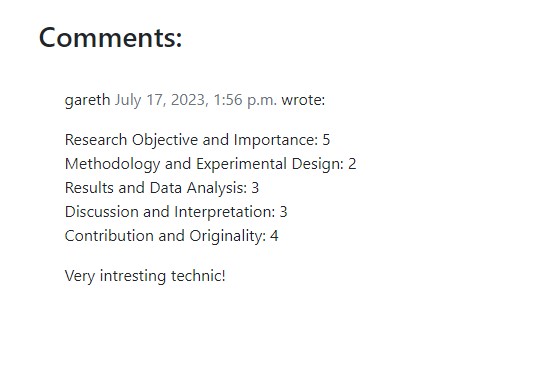 Comments:
gareth July 17, 2023, 1:56 p.m. wrote:
Research Objective and Importance: 5
Methodology and Experimental Design: 2
Results and Data Analysis: 3
Discussion and Interpretation: 3
Contribution and Originality: 4
Very intresting technic!